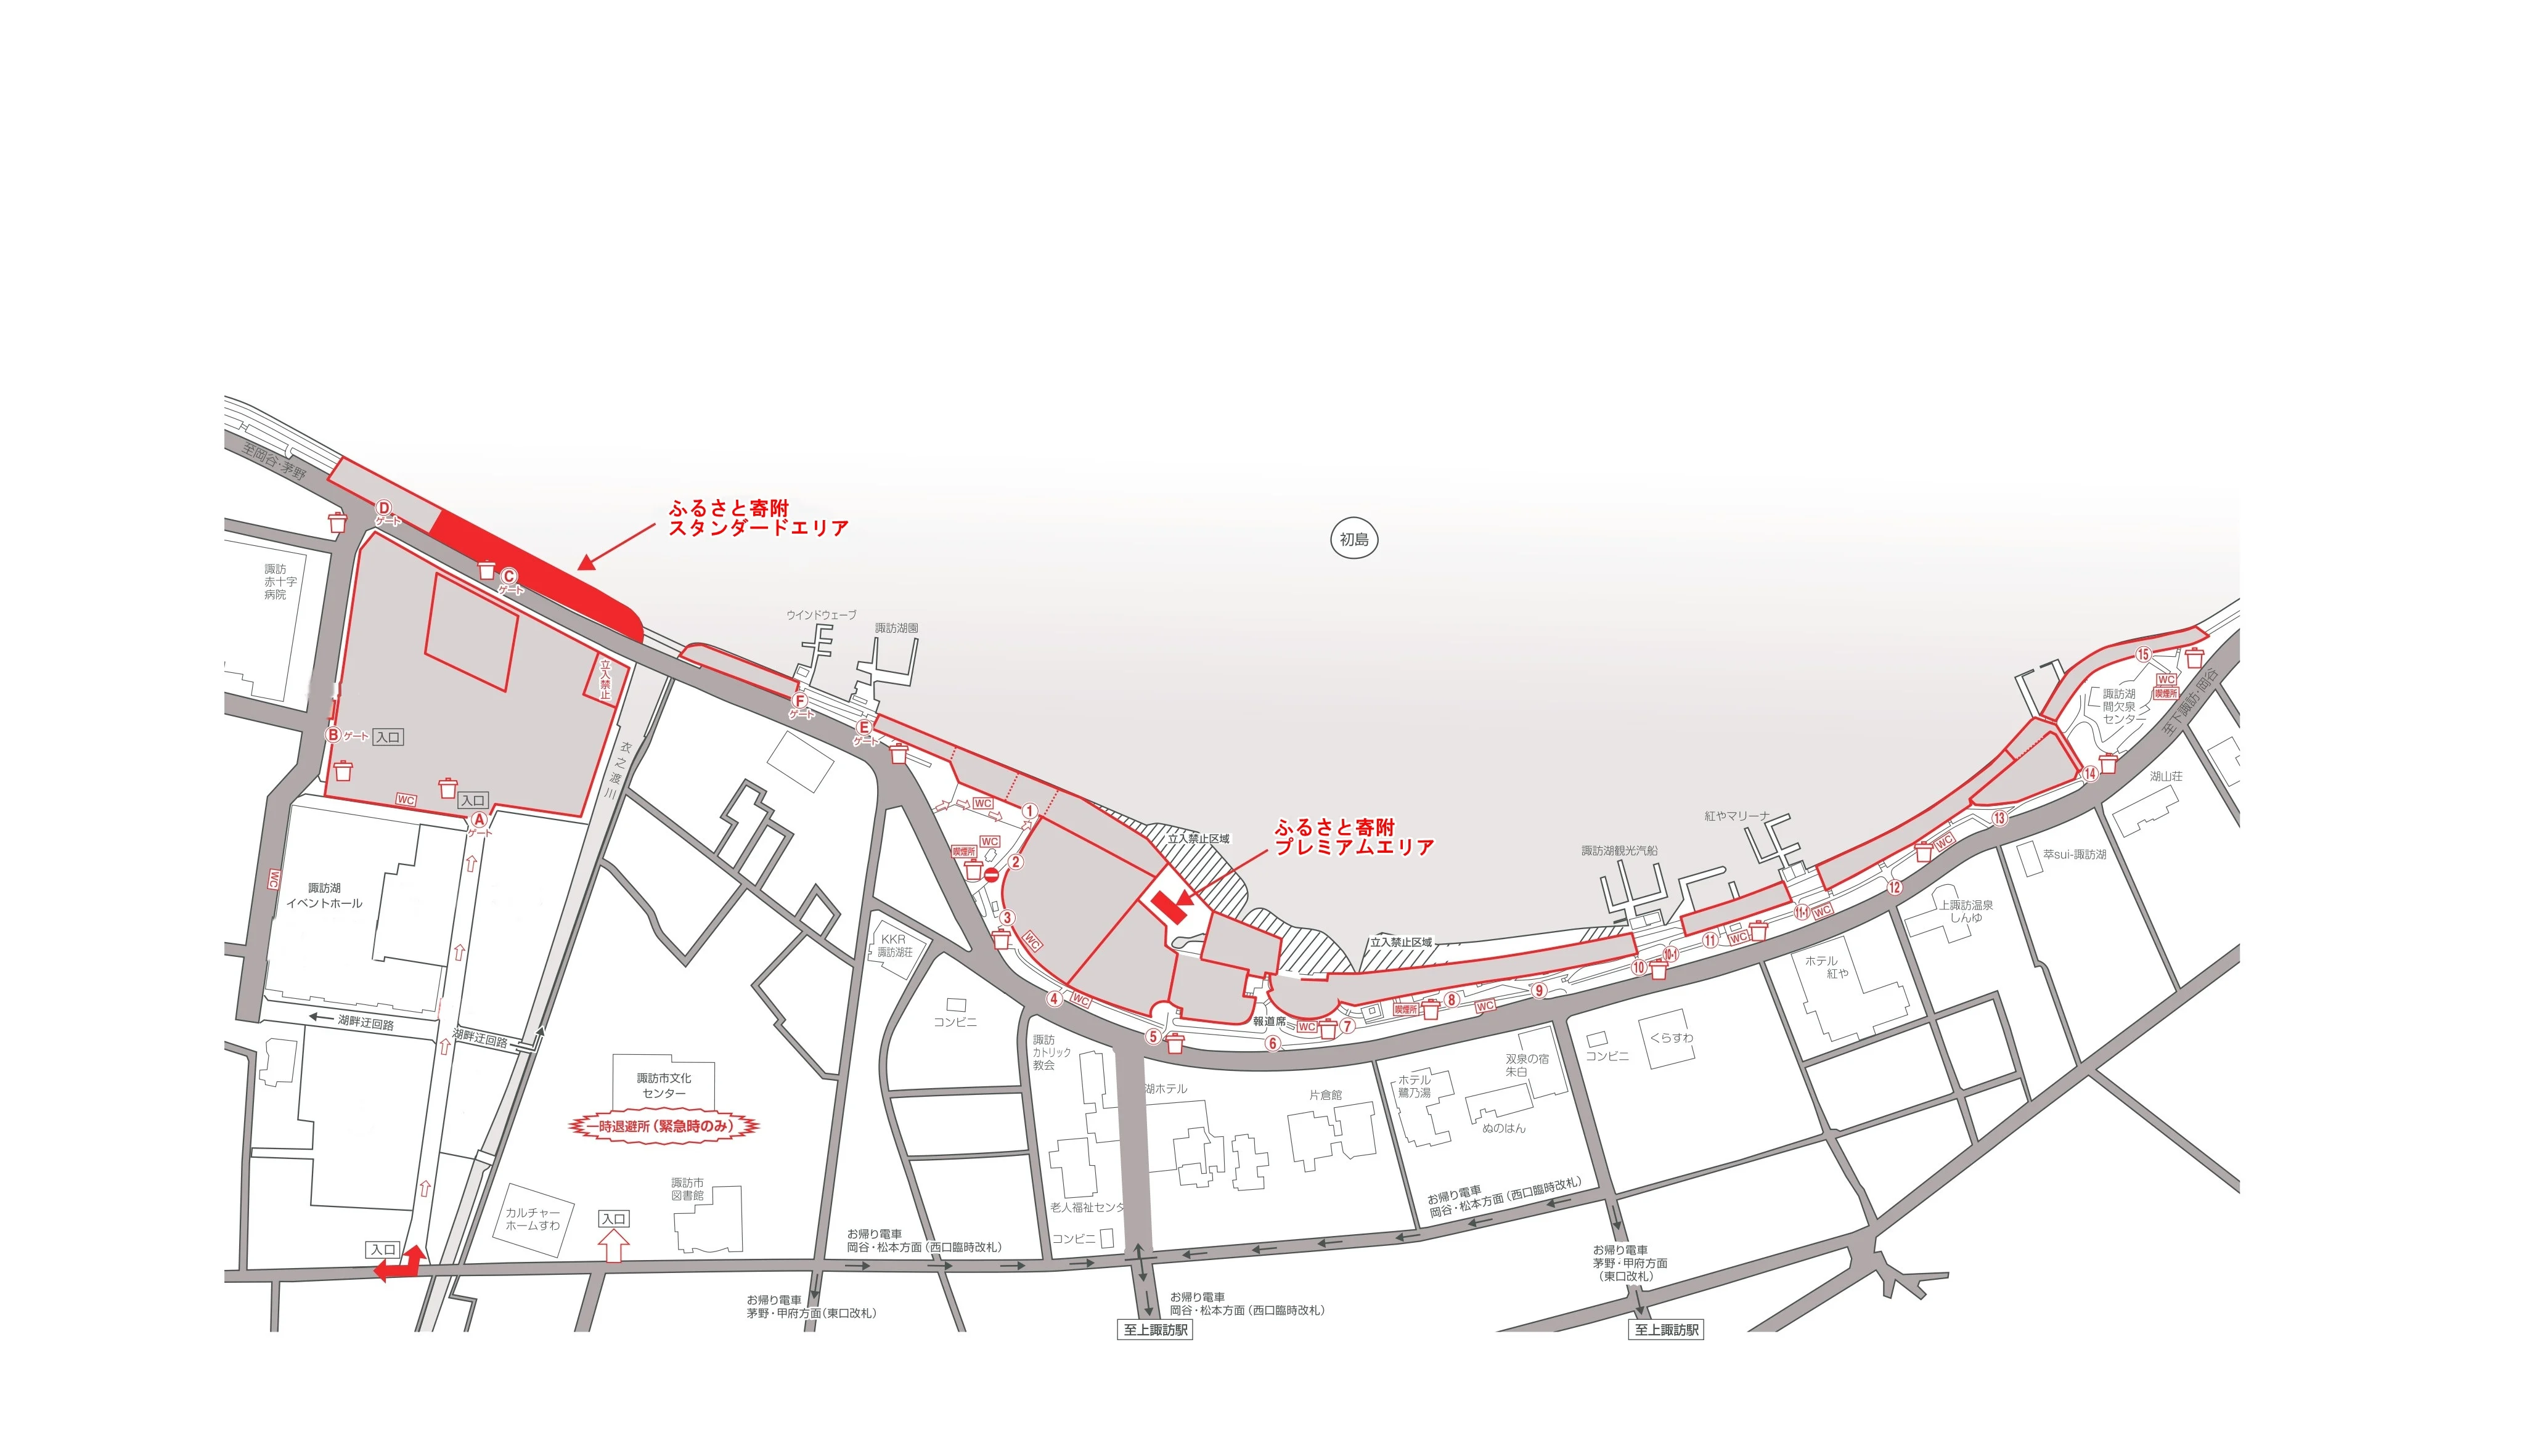 至岡谷・茅野
D
ゲート
ふるさと寄附
スタンダードエリア
初島
C
ゲート
諏訪
赤十字
病院
ウインドウェーブ
諏訪湖園
立入禁止
F
ゲート
E
ゲート
B
ゲート
入口
衣之渡川
WC
入口
A
ゲート
WC
諏訪湖
イベントホール
WC
1
WC
喫煙所
2
3
WC
4
WC
5
立入禁止区域
ふるさと寄附
プレミアムエリア
立入禁止区域
報道席
6
WC
7
喫煙所
8
WC
9
諏訪湖観光汽船
紅やマリーナ
10
10-1
11
WC
11-1
WC
12
WC
13
14
15
WC
喫煙所
諏訪湖
間欠泉
センター
至下諏訪・岡谷
湖山荘
萃sui-諏訪湖
上諏訪温泉
しんゆ
ホテル
紅や
KKR
諏訪湖荘
コンビニ
諏訪
カトリック
教会
湖ホテル
片倉館
ホテル
鷺乃湯
双泉の宿
朱白
ぬのはん
コンビニ
くらすわ
湖畔迂回路
湖畔迂回路
諏訪市文化
センター
一時退避所（緊急時のみ）
諏訪市
図書館
カルチャー
ホームすわ
入口
入口
老人福祉センタ
コンビニ
お帰り電車
岡谷・松本方面（西口臨時改札）
お帰り電車
岡谷・松本方面（西口臨時改札）
お帰り電車
茅野・甲府方面（東口改札）
お帰り電車
岡谷・松本方面（西口臨時改札）
お帰り電車
茅野・甲府方面
（東口改札）
至上諏訪駅
至上諏訪駅